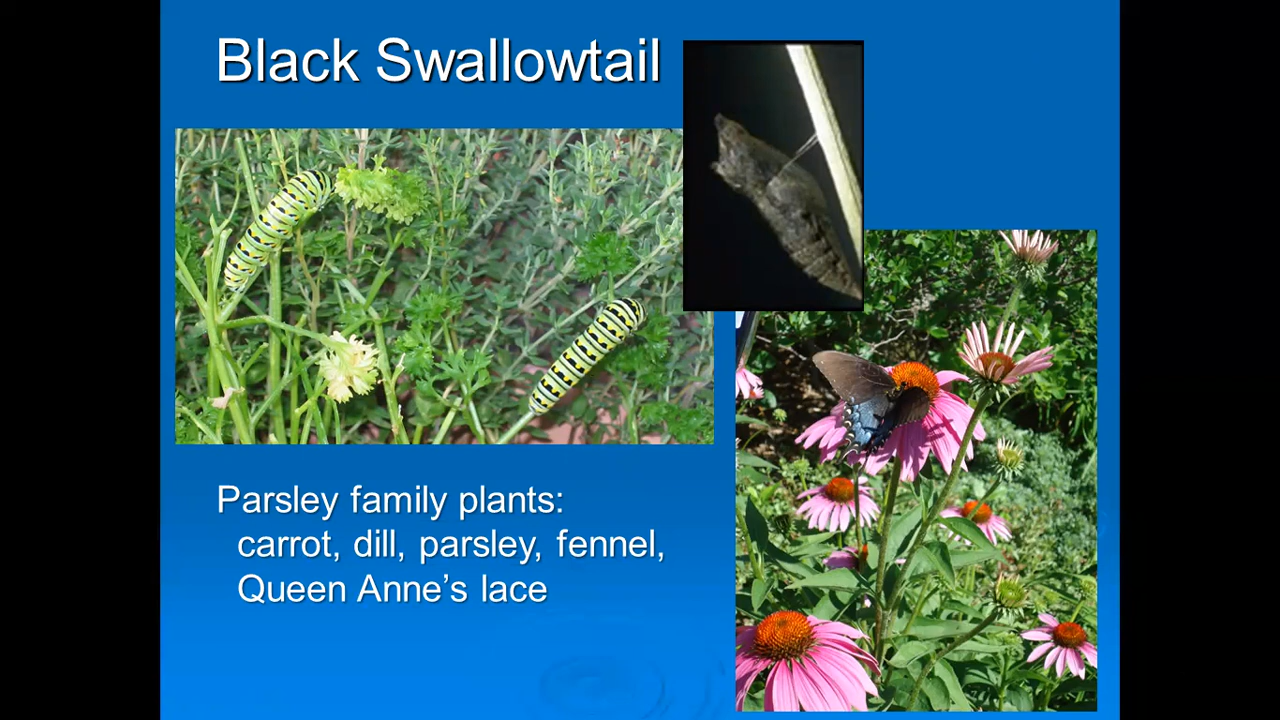 Black Swallowtail
Parsley family plants:
carrot, dill, parsley, fennel,
Queen Anne’s lace